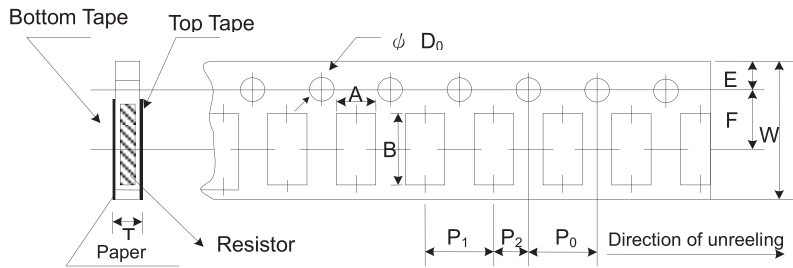 Bottom Tape
Top Tape
ψ D₀
A
B
E
F
W
T
Paper
Resistor
P₁
P₂
P₀
Direction of unreeling